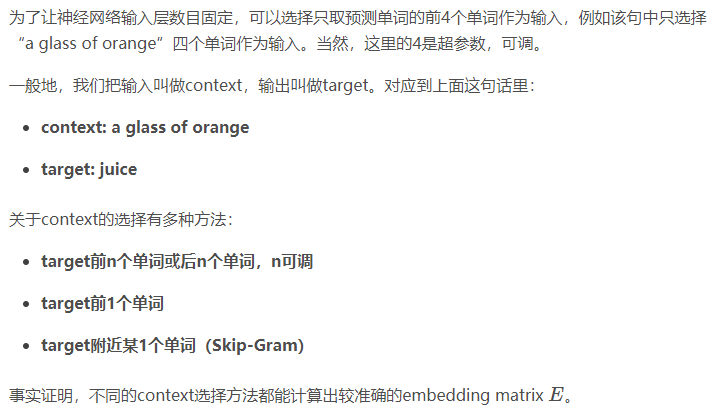 为了让神经网络输入层数目固定，可以选择只取预测单词的前4个单词作为输入，例如该句中只选择
“a glass of orange”四个单词作为输入。当然，这里的4是超参数，可调。
一般地，我们把输入叫做context，输出叫做target。对应到上面这句话里：
• context: a glass of orange
• target: juice
关于context的选择有多种方法：
• target前n个单词或后n个单词，n可调
• target前1个单词
• target附近某1个单词（Skip-Gram）
事实证明，不同的context选择方法都能计算出较准确的embedding matrix E。